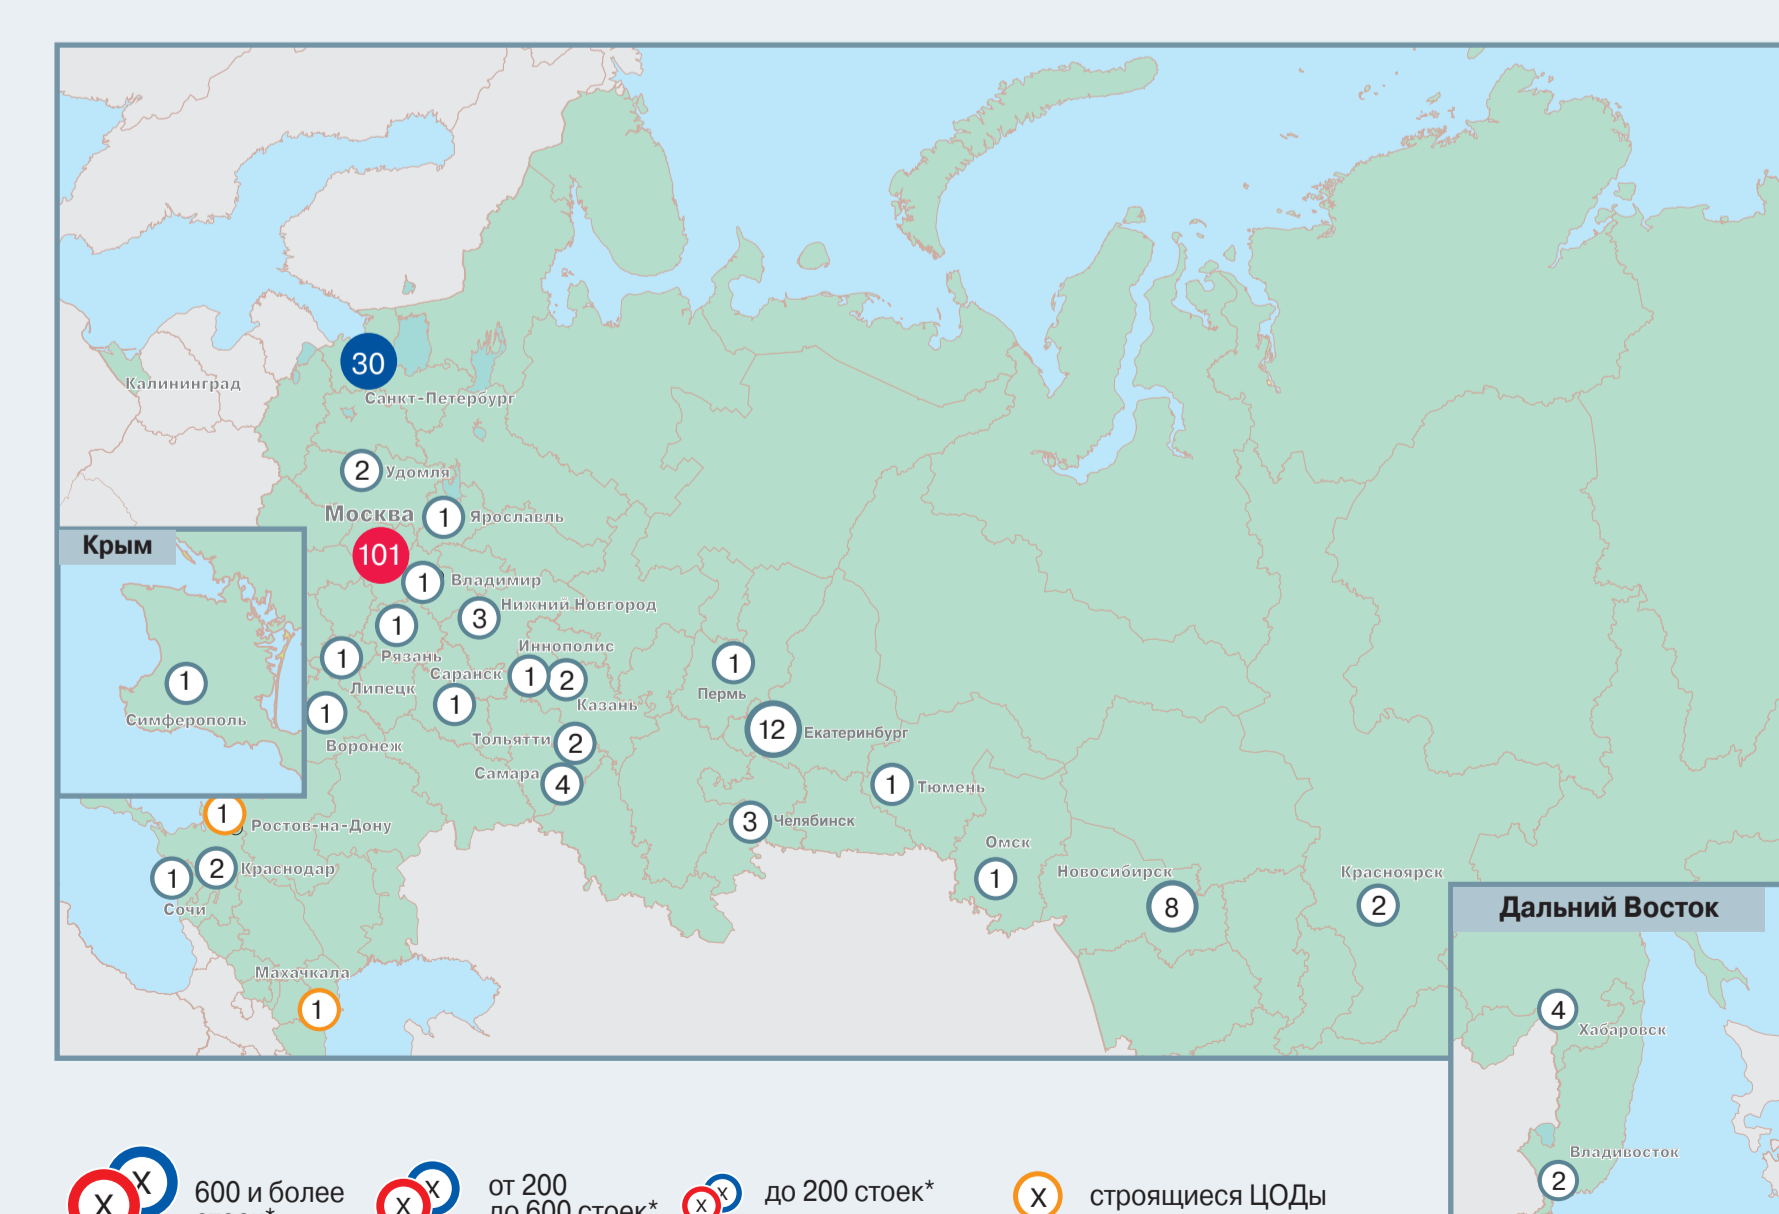 30
Калининград
Санкт-Петербург
2 Удомля
Москва 1 Ярославль
101
Крым
1 Владимир
3 Нижний Новгород
1
Рязань
Иннополис
1
Липецк
Саранск 1 2
Казань
1
1
Пермь
1
Симферополь
1
Воронеж
12 Екатеринбург
Тольятти 2
Самара 4
1 Тюмень
1
Ростов-на-Дону
3 Челябинск
Омск
1
2 Краснодар
1
Сочи
Новосибирск
8
Красноярск
2
Дальний Восток
Махачкала
1
4
Хабаровск
Владивосток
2
X X 600 и более
X X от 200
до 600 стоек*
X X до 200 стоек*
X строящиеся ЦОДы